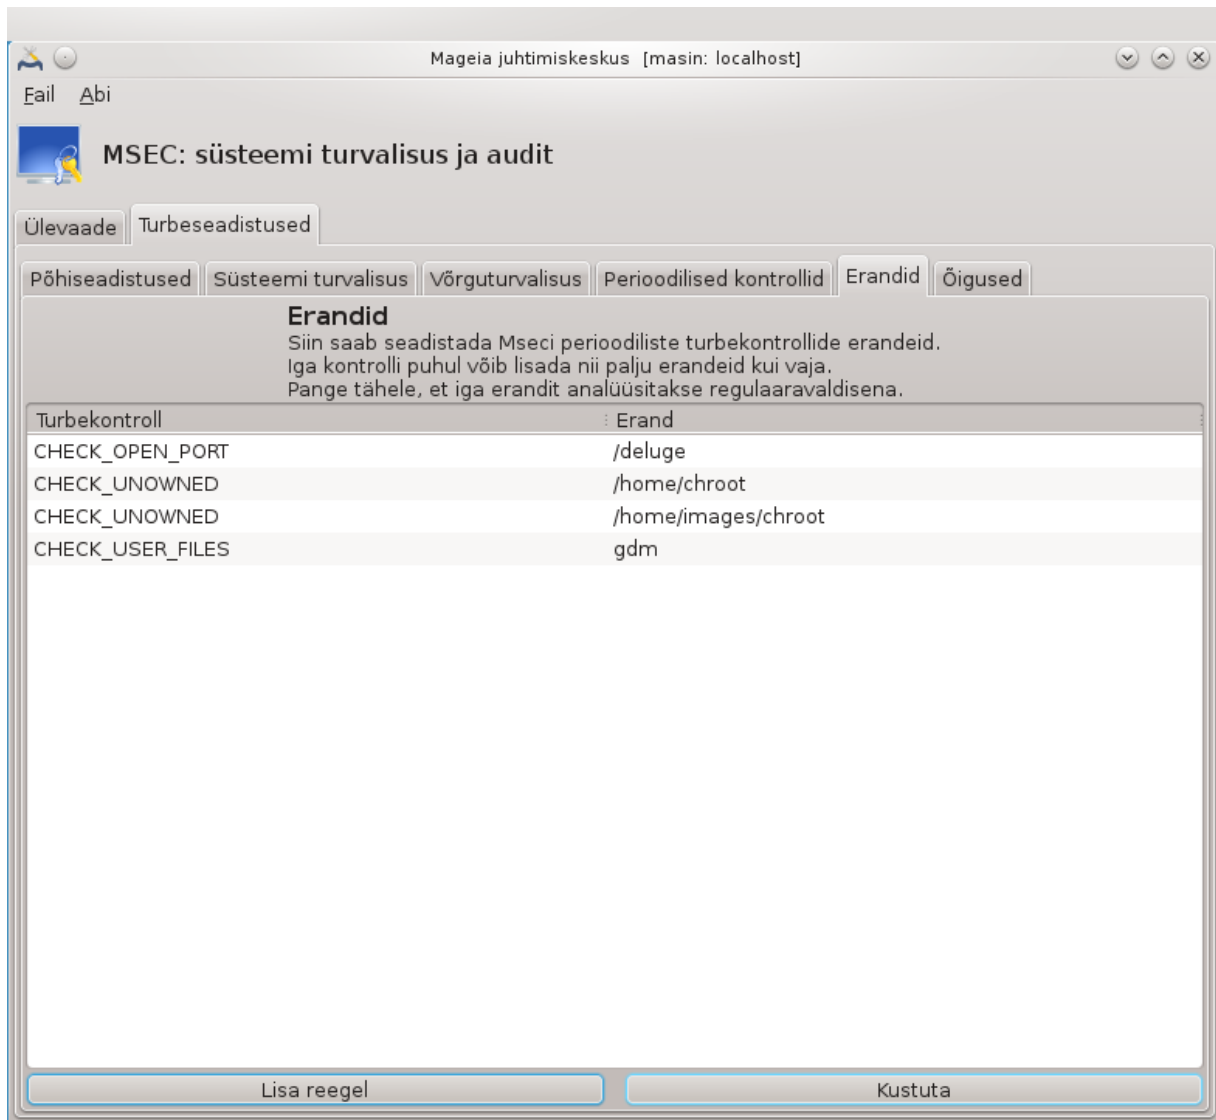 Mageia juhtimiskeskus [masin: localhost]
Fail Abi
MSEC: süsteemi turvalisus ja audit
Ülevaade Turbeseadistused
Põhiseadistused Süsteemi turvalisus Võrguturvalisus Perioodilised kontrollid Erandid Õigused
Erandid
Siin saab seadistada Mseci perioodiliste turbekontrollide erandeid.
Iga kontrolli puhul võib lisada nii palju erandeid kui vaja.
Pange tähele, et iga erandit analüüsitakse regulaaravaldisena.
Turbekontroll Erand
CHECK_OPEN_PORT /deluge
CHECK_UNOWNED /home/chroot
CHECK_UNOWNED /home/images/chroot
CHECK_USER_FILES gdm
Lisa reegel Kustuta